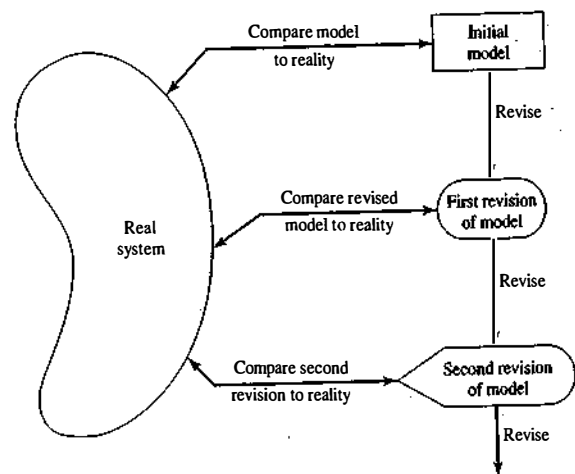 Compare model
to reality
Initial
model
Revise
Real
system
Compare revised
model to reality
First revision
of model
Revise
Compare second
revision to reality
Second revision
of model
Revise